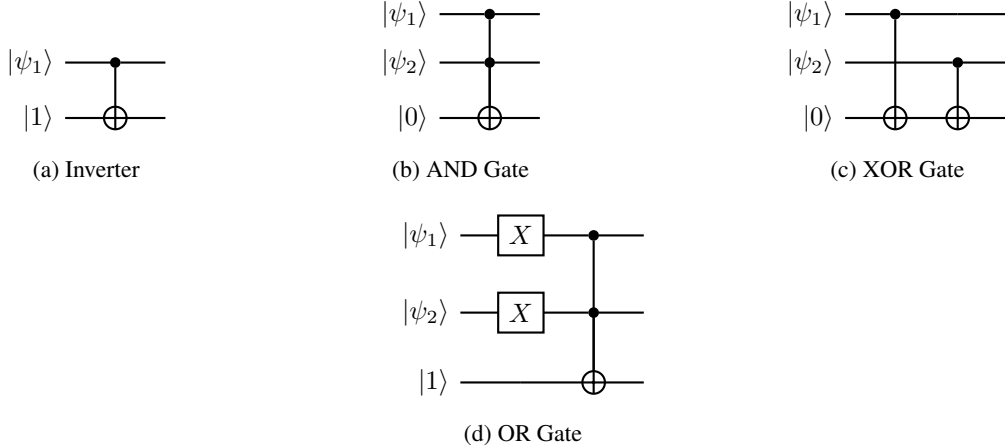 |ψ₁⟩
|1⟩
(a) Inverter
|ψ₁⟩
|ψ₂⟩
|0⟩
(b) AND Gate
|ψ₁⟩
|ψ₂⟩
|0⟩
(c) XOR Gate
|ψ₁⟩ X
|ψ₂⟩ X
|1⟩
(d) OR Gate